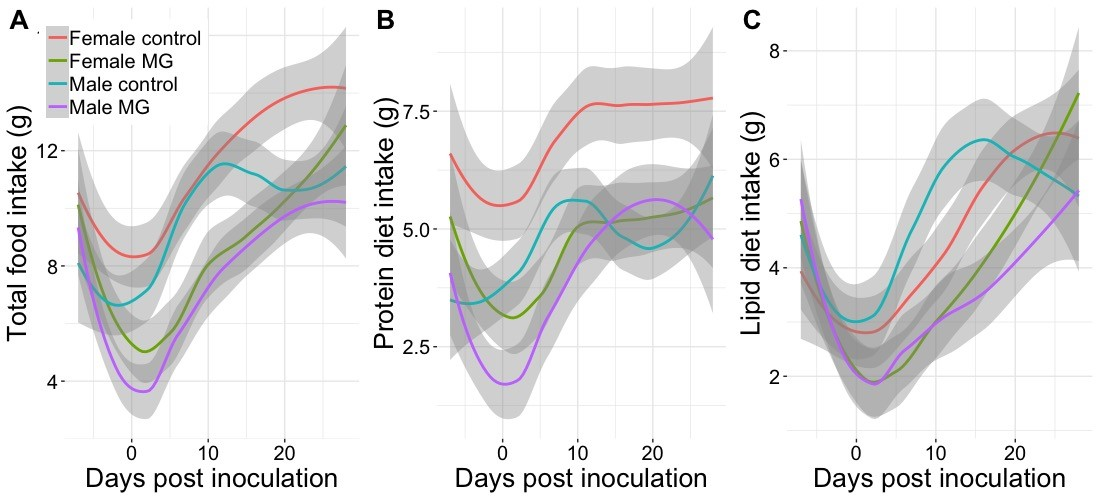 A
Female control
Female MG
Male control
Male MG
Total food intake (g)
12
8
4
0 10 20
Days post inoculation
B
Protein diet intake (g)
7.5
5.0
2.5
0 10 20
Days post inoculation
C
Lipid diet intake (g)
8
6
4
2
0 10 20
Days post inoculation